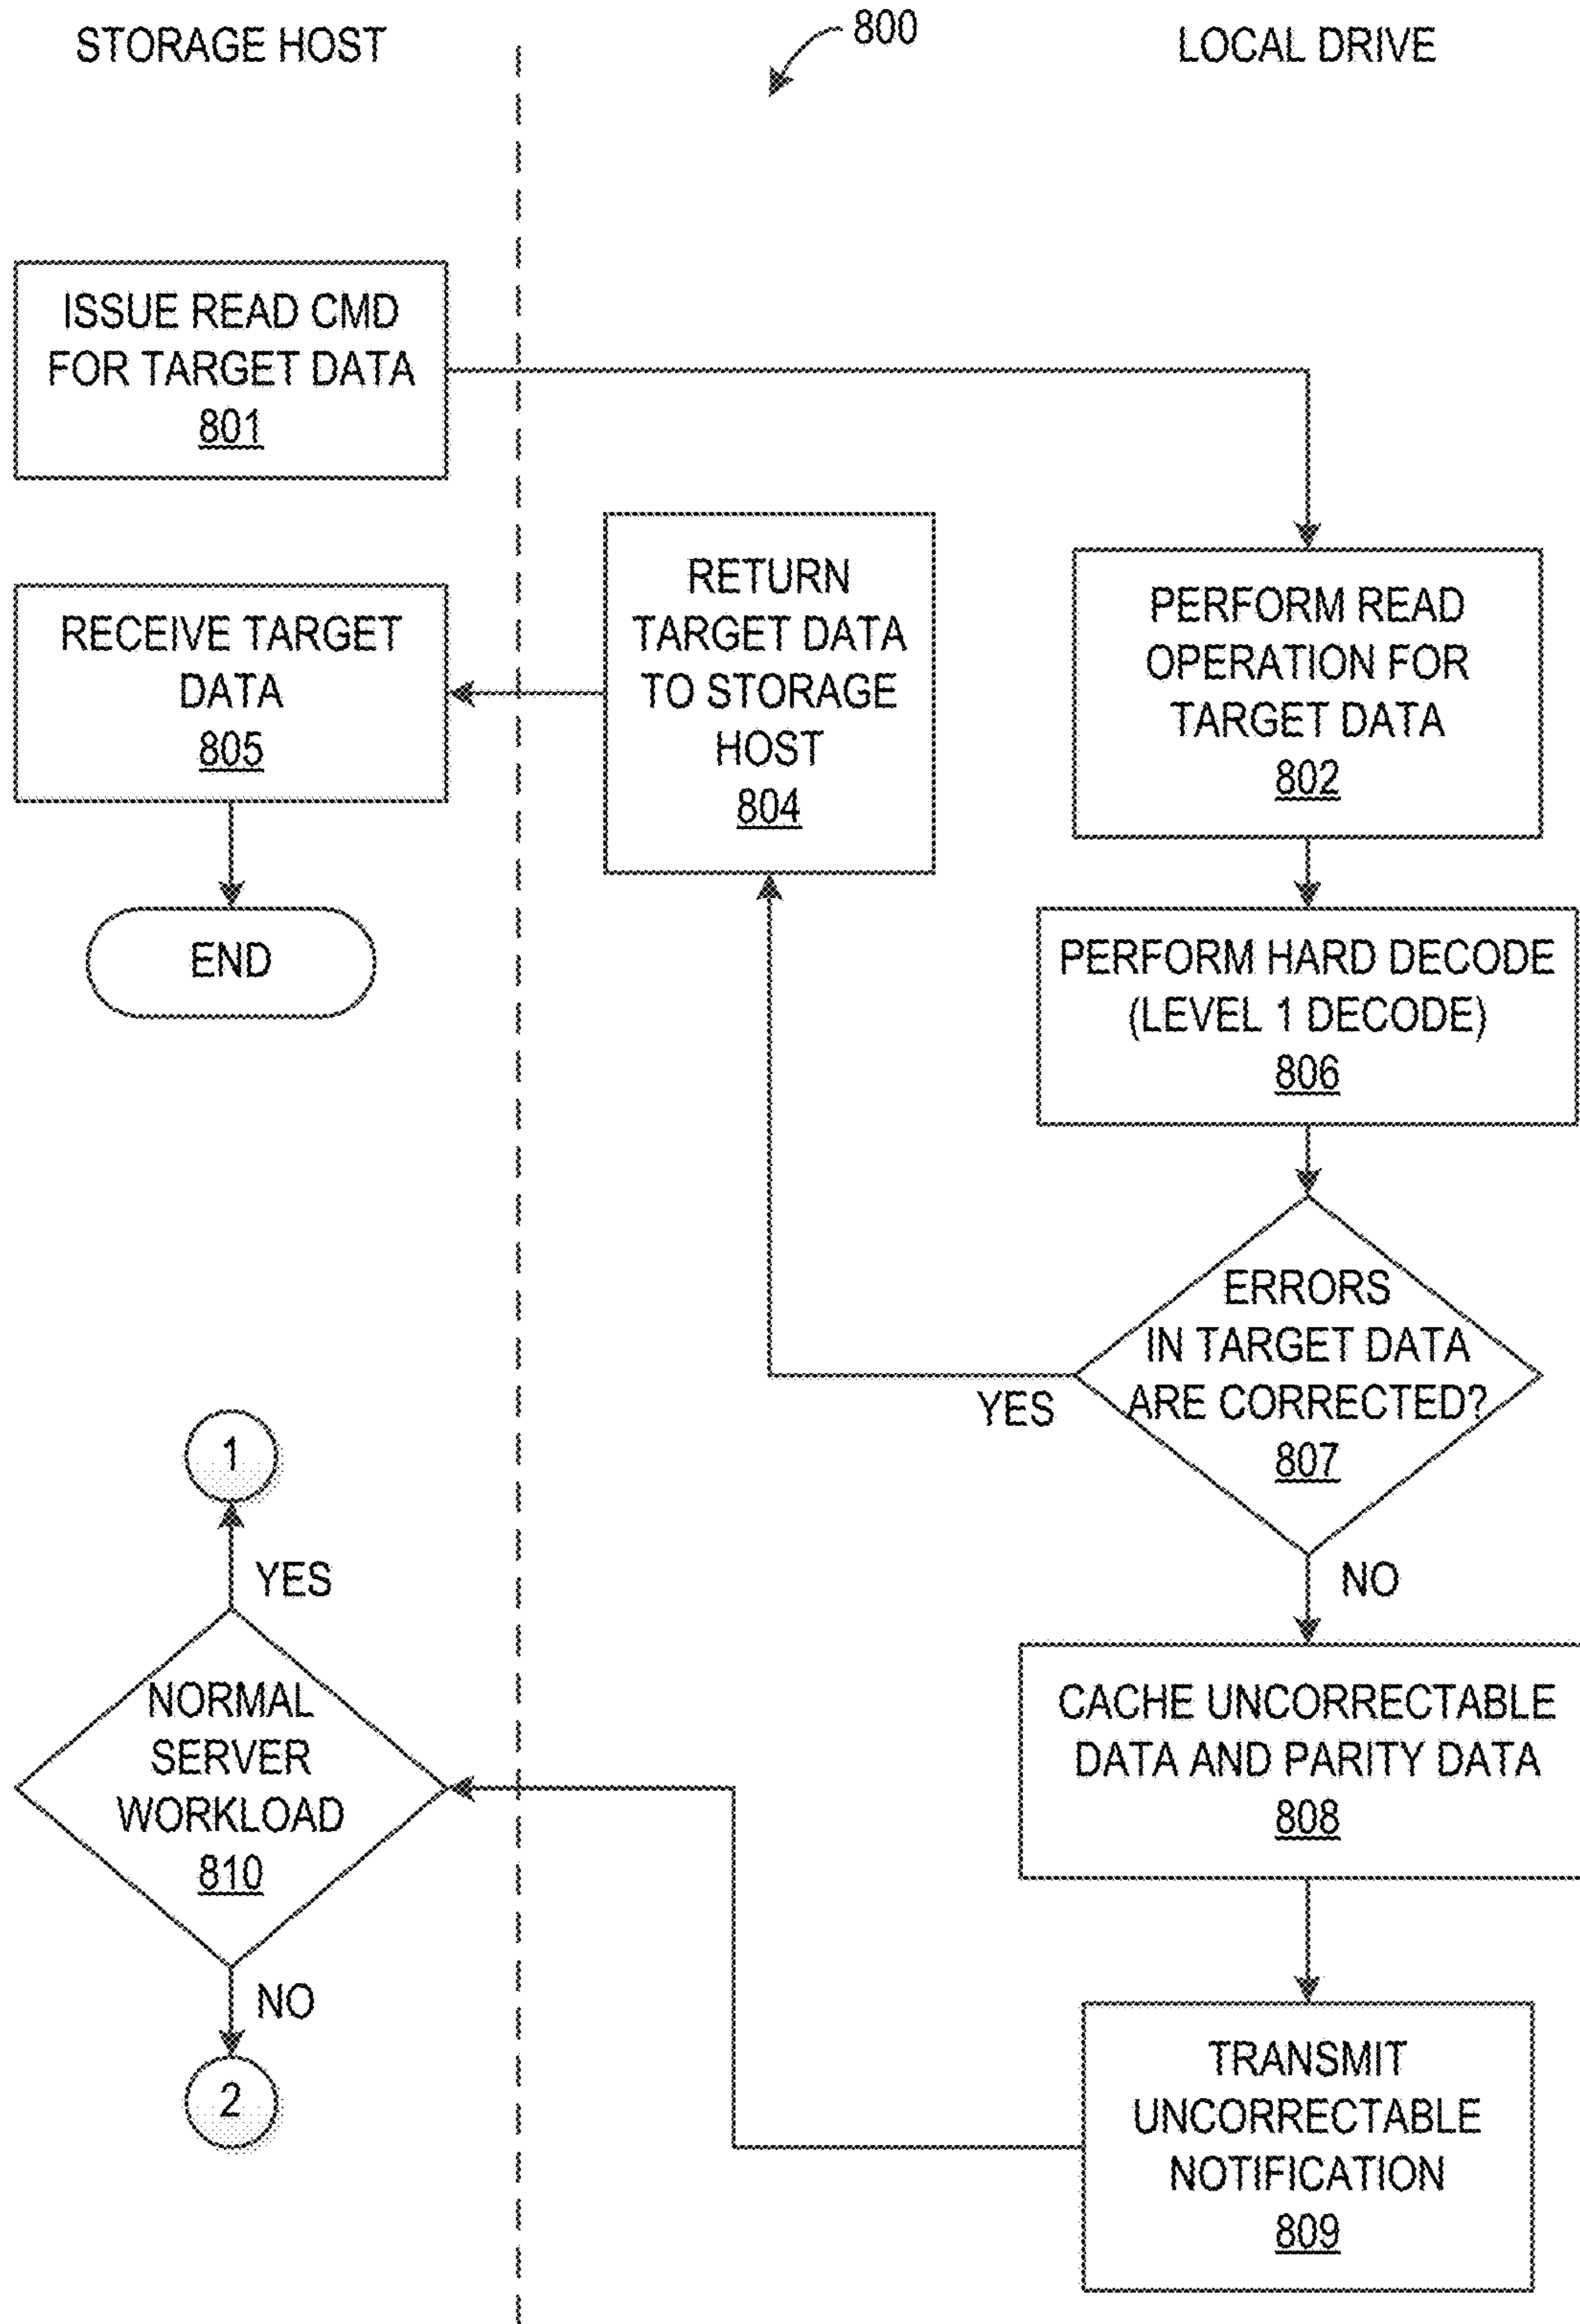 STORAGE HOST
800
LOCAL DRIVE
ISSUE READ CMD
FOR TARGET DATA
801
RETURN
TARGET DATA
TO STORAGE
HOST
804
PERFORM READ
OPERATION FOR
TARGET DATA
802
RECEIVE TARGET
DATA
805
END
PERFORM HARD DECODE
(LEVEL 1 DECODE)
806
ERRORS
IN TARGET DATA
ARE CORRECTED?
807
YES
NO
1
YES
NORMAL
SERVER
WORKLOAD
810
NO
2
CACHE UNCORRECTABLE
DATA AND PARITY DATA
808
TRANSMIT
UNCORRECTABLE
NOTIFICATION
809